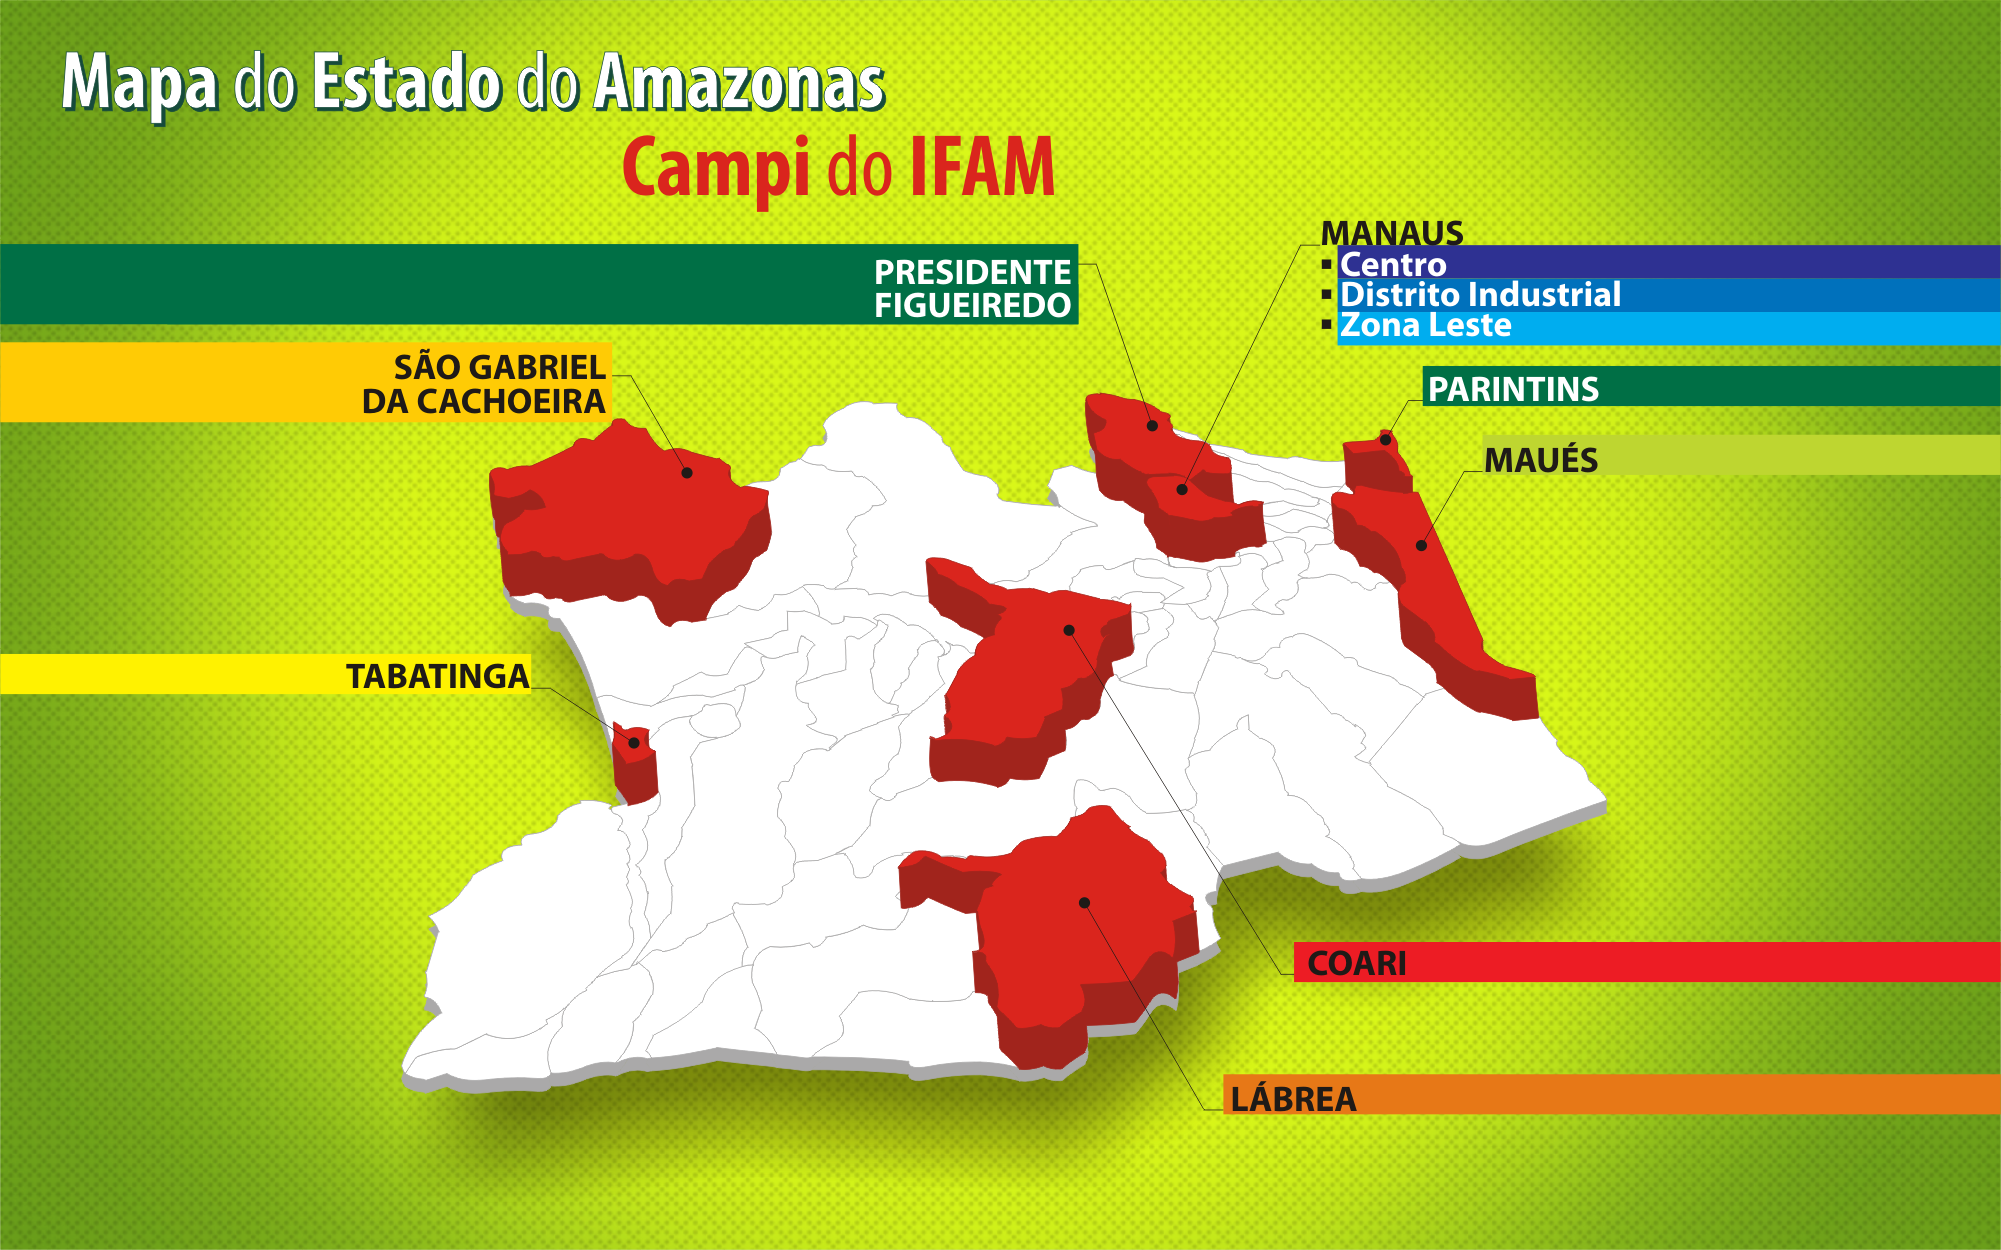 Mapa do Estado do Amazonas
Campi do IFAM
PRESIDENTE
FIGUEIREDO
MANAUS
▪ Centro
▪ Distrito Industrial
▪ Zona Leste
SÃO GABRIEL
DA CACHOEIRA
PARINTINS
MAUÉS
TABATINGA
COARI
LÁBREA